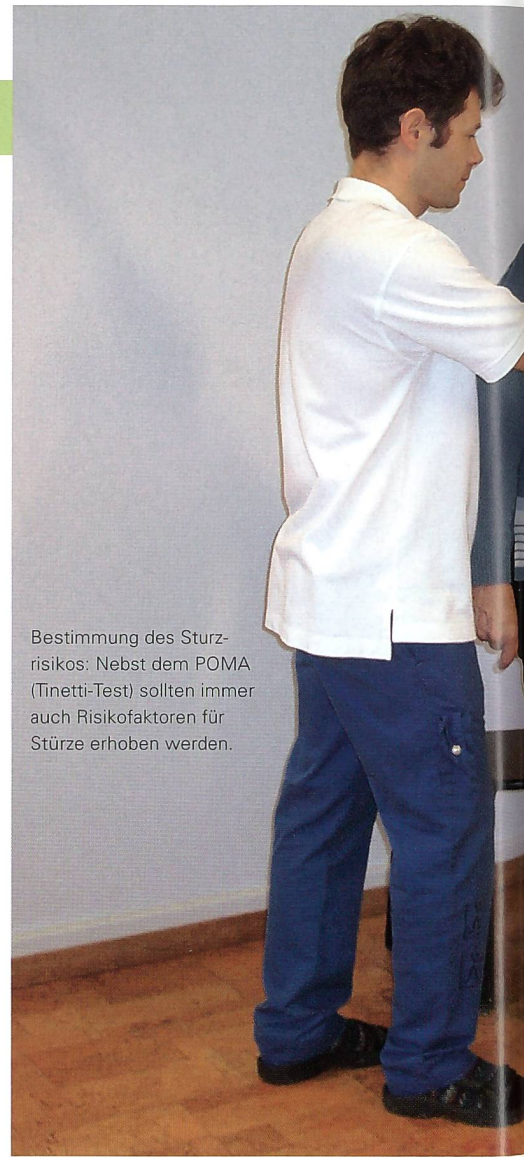 Bestimmung des Sturz-
risikos: Nebst dem POMA
(Tinetti-Test) sollten immer
auch Risikofaktoren für
Stürze erhoben werden.